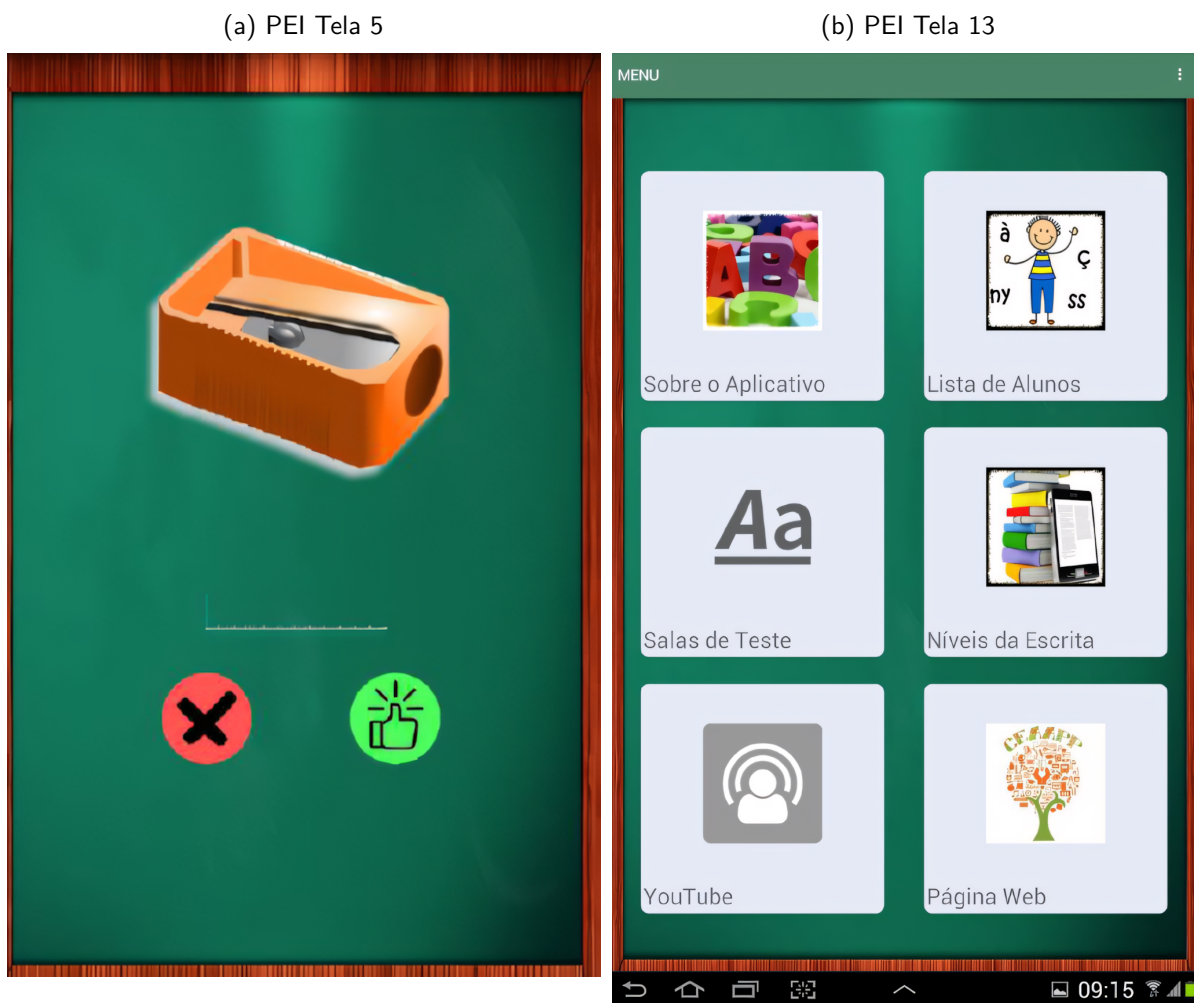 (a) PEI Tela 5
(b) PEI Tela 13
MENU
ABC
à
ç
ny
ss
Sobre o Aplicativo
Lista de Alunos
Aa
Salas de Teste
Níveis da Escrita
CEAAPP
YouTube
Página Web
09:15